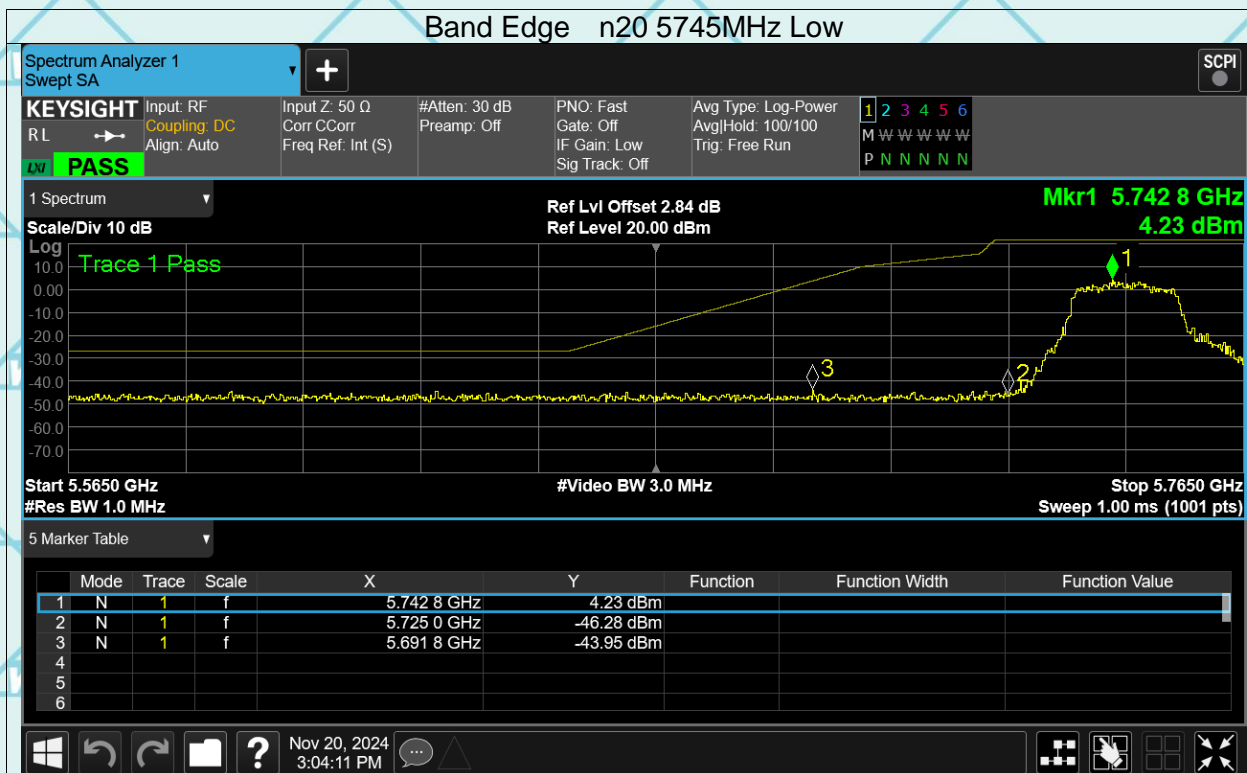 Band Edge n20 5745MHz Low
Spectrum Analyzer 1
Swept SA
SCPI
KEYSIGHT Input: RF Input Z: 50 Ω #Atten: 30 dB PNO: Fast Avg Type: Log-Power 1 2 3 4 5 6
RL Coupling: DC Corr CCorr Preamp: Off Gate: Off Avg|Hold: 100/100 M W W W W W
Align: Auto Freq Ref: Int (S) IF Gain: Low Trig: Free Run
LXI PASS Sig Track: Off P N N N N N
1 Spectrum Ref Lvl Offset 2.84 dB Mkr1 5.742 8 GHz
Scale/Div 10 dB Ref Level 20.00 dBm 4.23 dBm
Log
Trace 1 Pass
1
10.0
0.00
-10.0
-20.0
-30.0
3
2
-40.0
-50.0
-60.0
-70.0
Start 5.5650 GHz #Video BW 3.0 MHz Stop 5.7650 GHz
#Res BW 1.0 MHz Sweep 1.00 ms (1001 pts)
5 Marker Table
Mode Trace Scale X Y Function Function Width Function Value
1 N 1 f 5.742 8 GHz 4.23 dBm
2 N 1 f 5.725 0 GHz -46.28 dBm
3 N 1 f 5.691 8 GHz -43.95 dBm
4
5
6
? Nov 20, 2024
3:04:11 PM